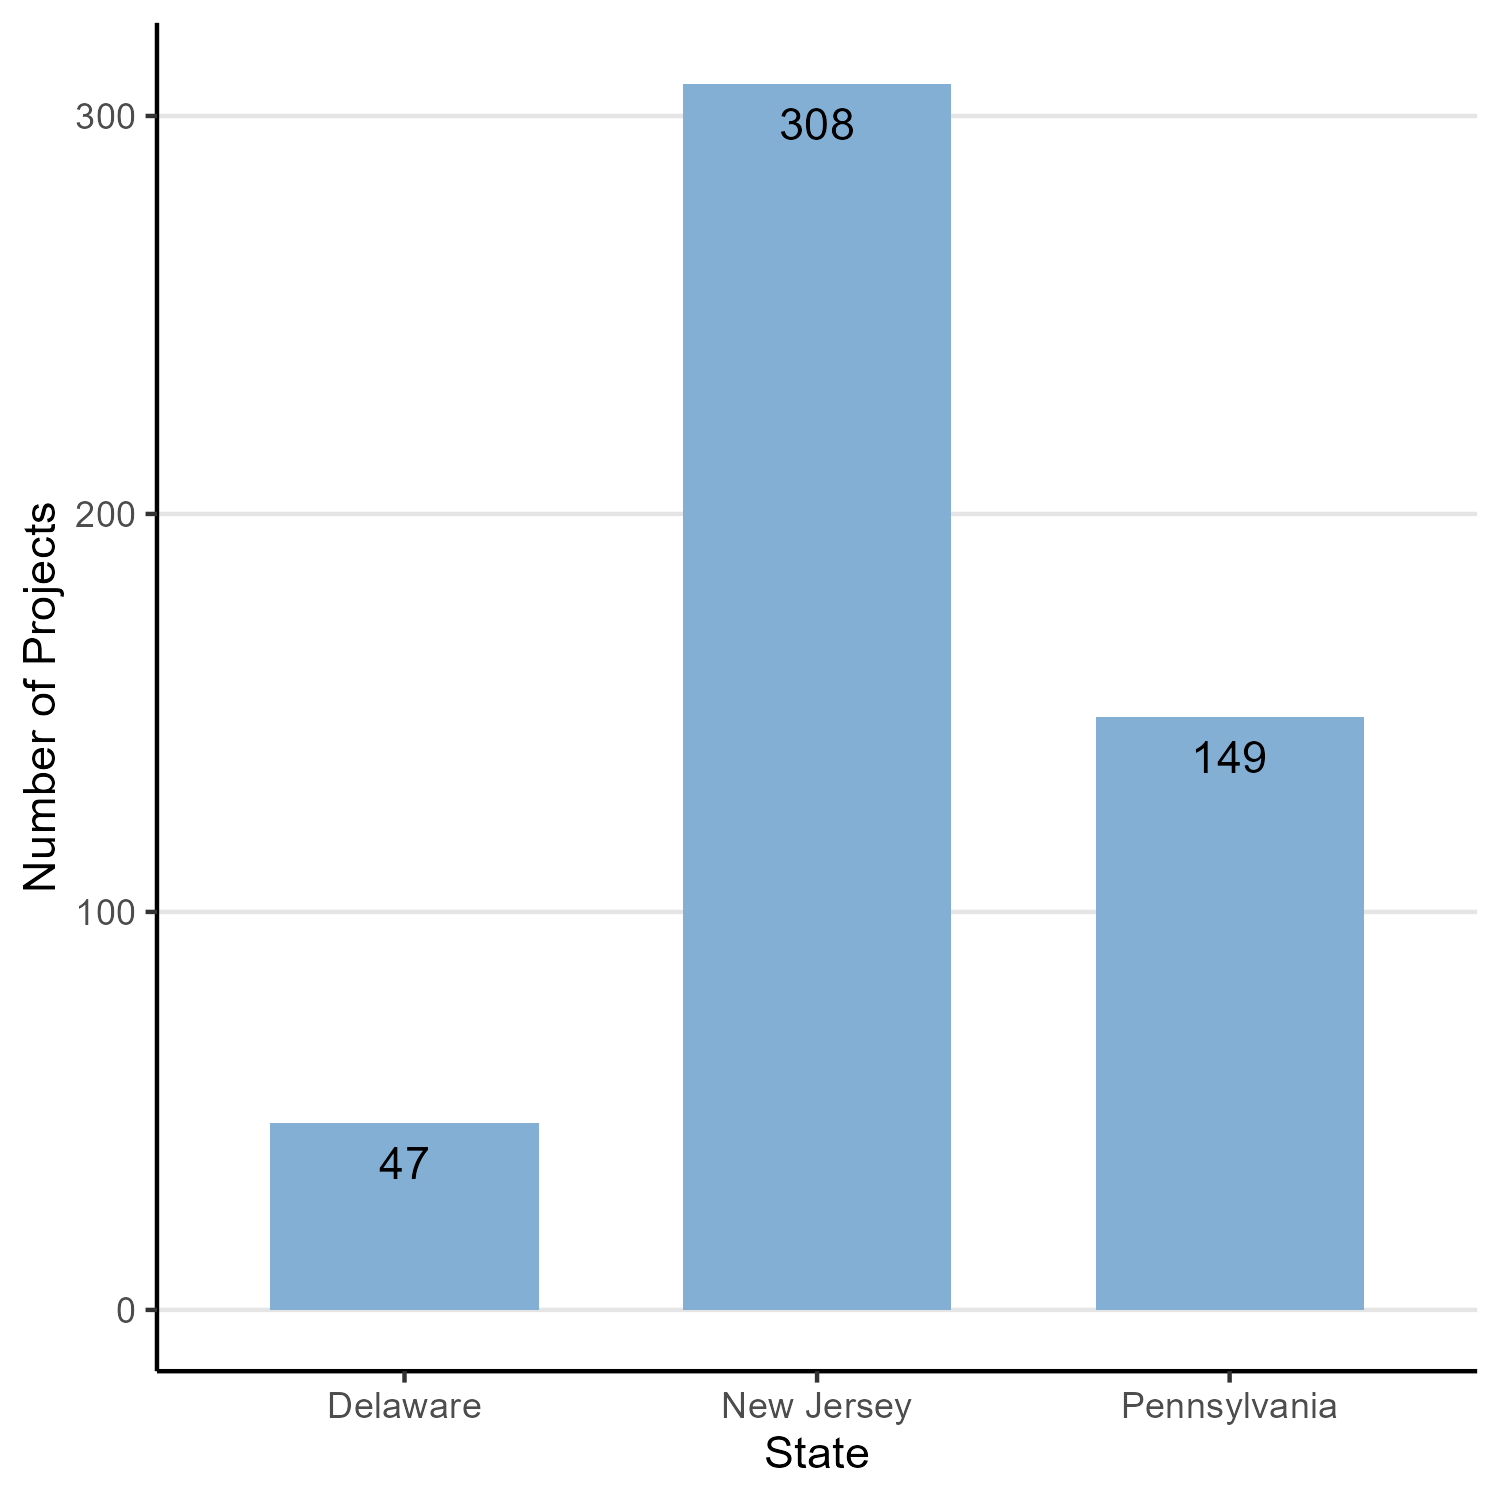 Number of Projects
300
200
100
0
308
149
47
Delaware
New Jersey
Pennsylvania
State